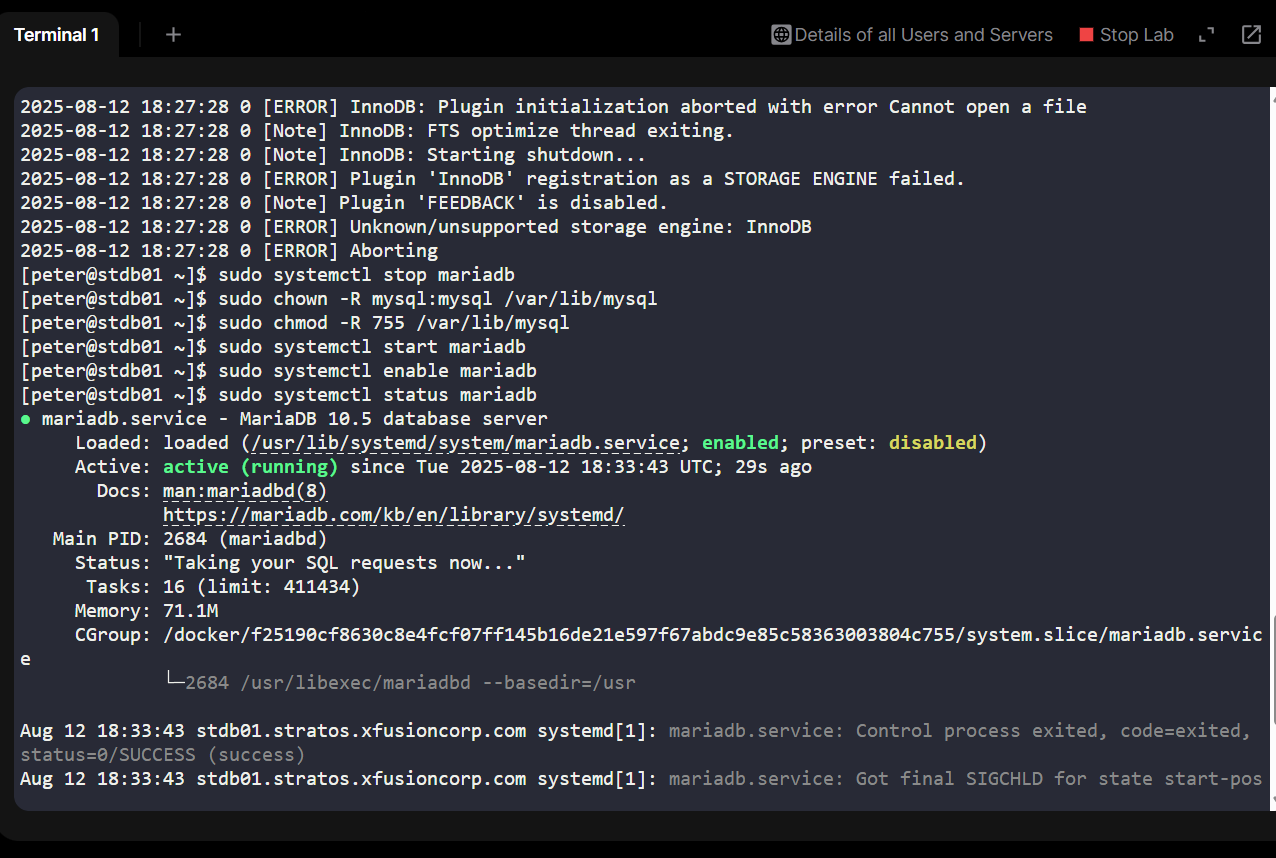 Terminal 1
+
Details of all Users and Servers
Stop Lab
2025-08-12 18:27:28 0 [ERROR] InnoDB: Plugin initialization aborted with error Cannot open a file
2025-08-12 18:27:28 0 [Note] InnoDB: FTS optimize thread exiting.
2025-08-12 18:27:28 0 [Note] InnoDB: Starting shutdown...
2025-08-12 18:27:28 0 [ERROR] Plugin 'InnoDB' registration as a STORAGE ENGINE failed.
2025-08-12 18:27:28 0 [Note] Plugin 'FEEDBACK' is disabled.
2025-08-12 18:27:28 0 [ERROR] Unknown/unsupported storage engine: InnoDB
2025-08-12 18:27:28 0 [ERROR] Aborting
[peter@stdb01 ~]$ sudo systemctl stop mariadb
[peter@stdb01 ~]$ sudo chown -R mysql:mysql /var/lib/mysql
[peter@stdb01 ~]$ sudo chmod -R 755 /var/lib/mysql
[peter@stdb01 ~]$ sudo systemctl start mariadb
[peter@stdb01 ~]$ sudo systemctl enable mariadb
[peter@stdb01 ~]$ sudo systemctl status mariadb
● mariadb.service - MariaDB 10.5 database server
Loaded: loaded (/usr/lib/systemd/system/mariadb.service; enabled; preset: disabled)
Active: active (running) since Tue 2025-08-12 18:33:43 UTC; 29s ago
Docs: man:mariadbd(8)
https://mariadb.com/kb/en/library/systemd/
Main PID: 2684 (mariadbd)
Status: "Taking your SQL requests now..."
Tasks: 16 (limit: 411434)
Memory: 71.1M
CGroup: /docker/f25190cf8630c8e4fcf07ff145b16de21e597f67abdc9e85c58363003804c755/system.slice/mariadb.servic
e
└─2684 /usr/libexec/mariadbd --basedir=/usr
Aug 12 18:33:43 stdb01.stratos.xfusioncorp.com systemd[1]: mariadb.service: Control process exited, code=exited,
status=0/SUCCESS (success)
Aug 12 18:33:43 stdb01.stratos.xfusioncorp.com systemd[1]: mariadb.service: Got final SIGCHLD for state start-pos